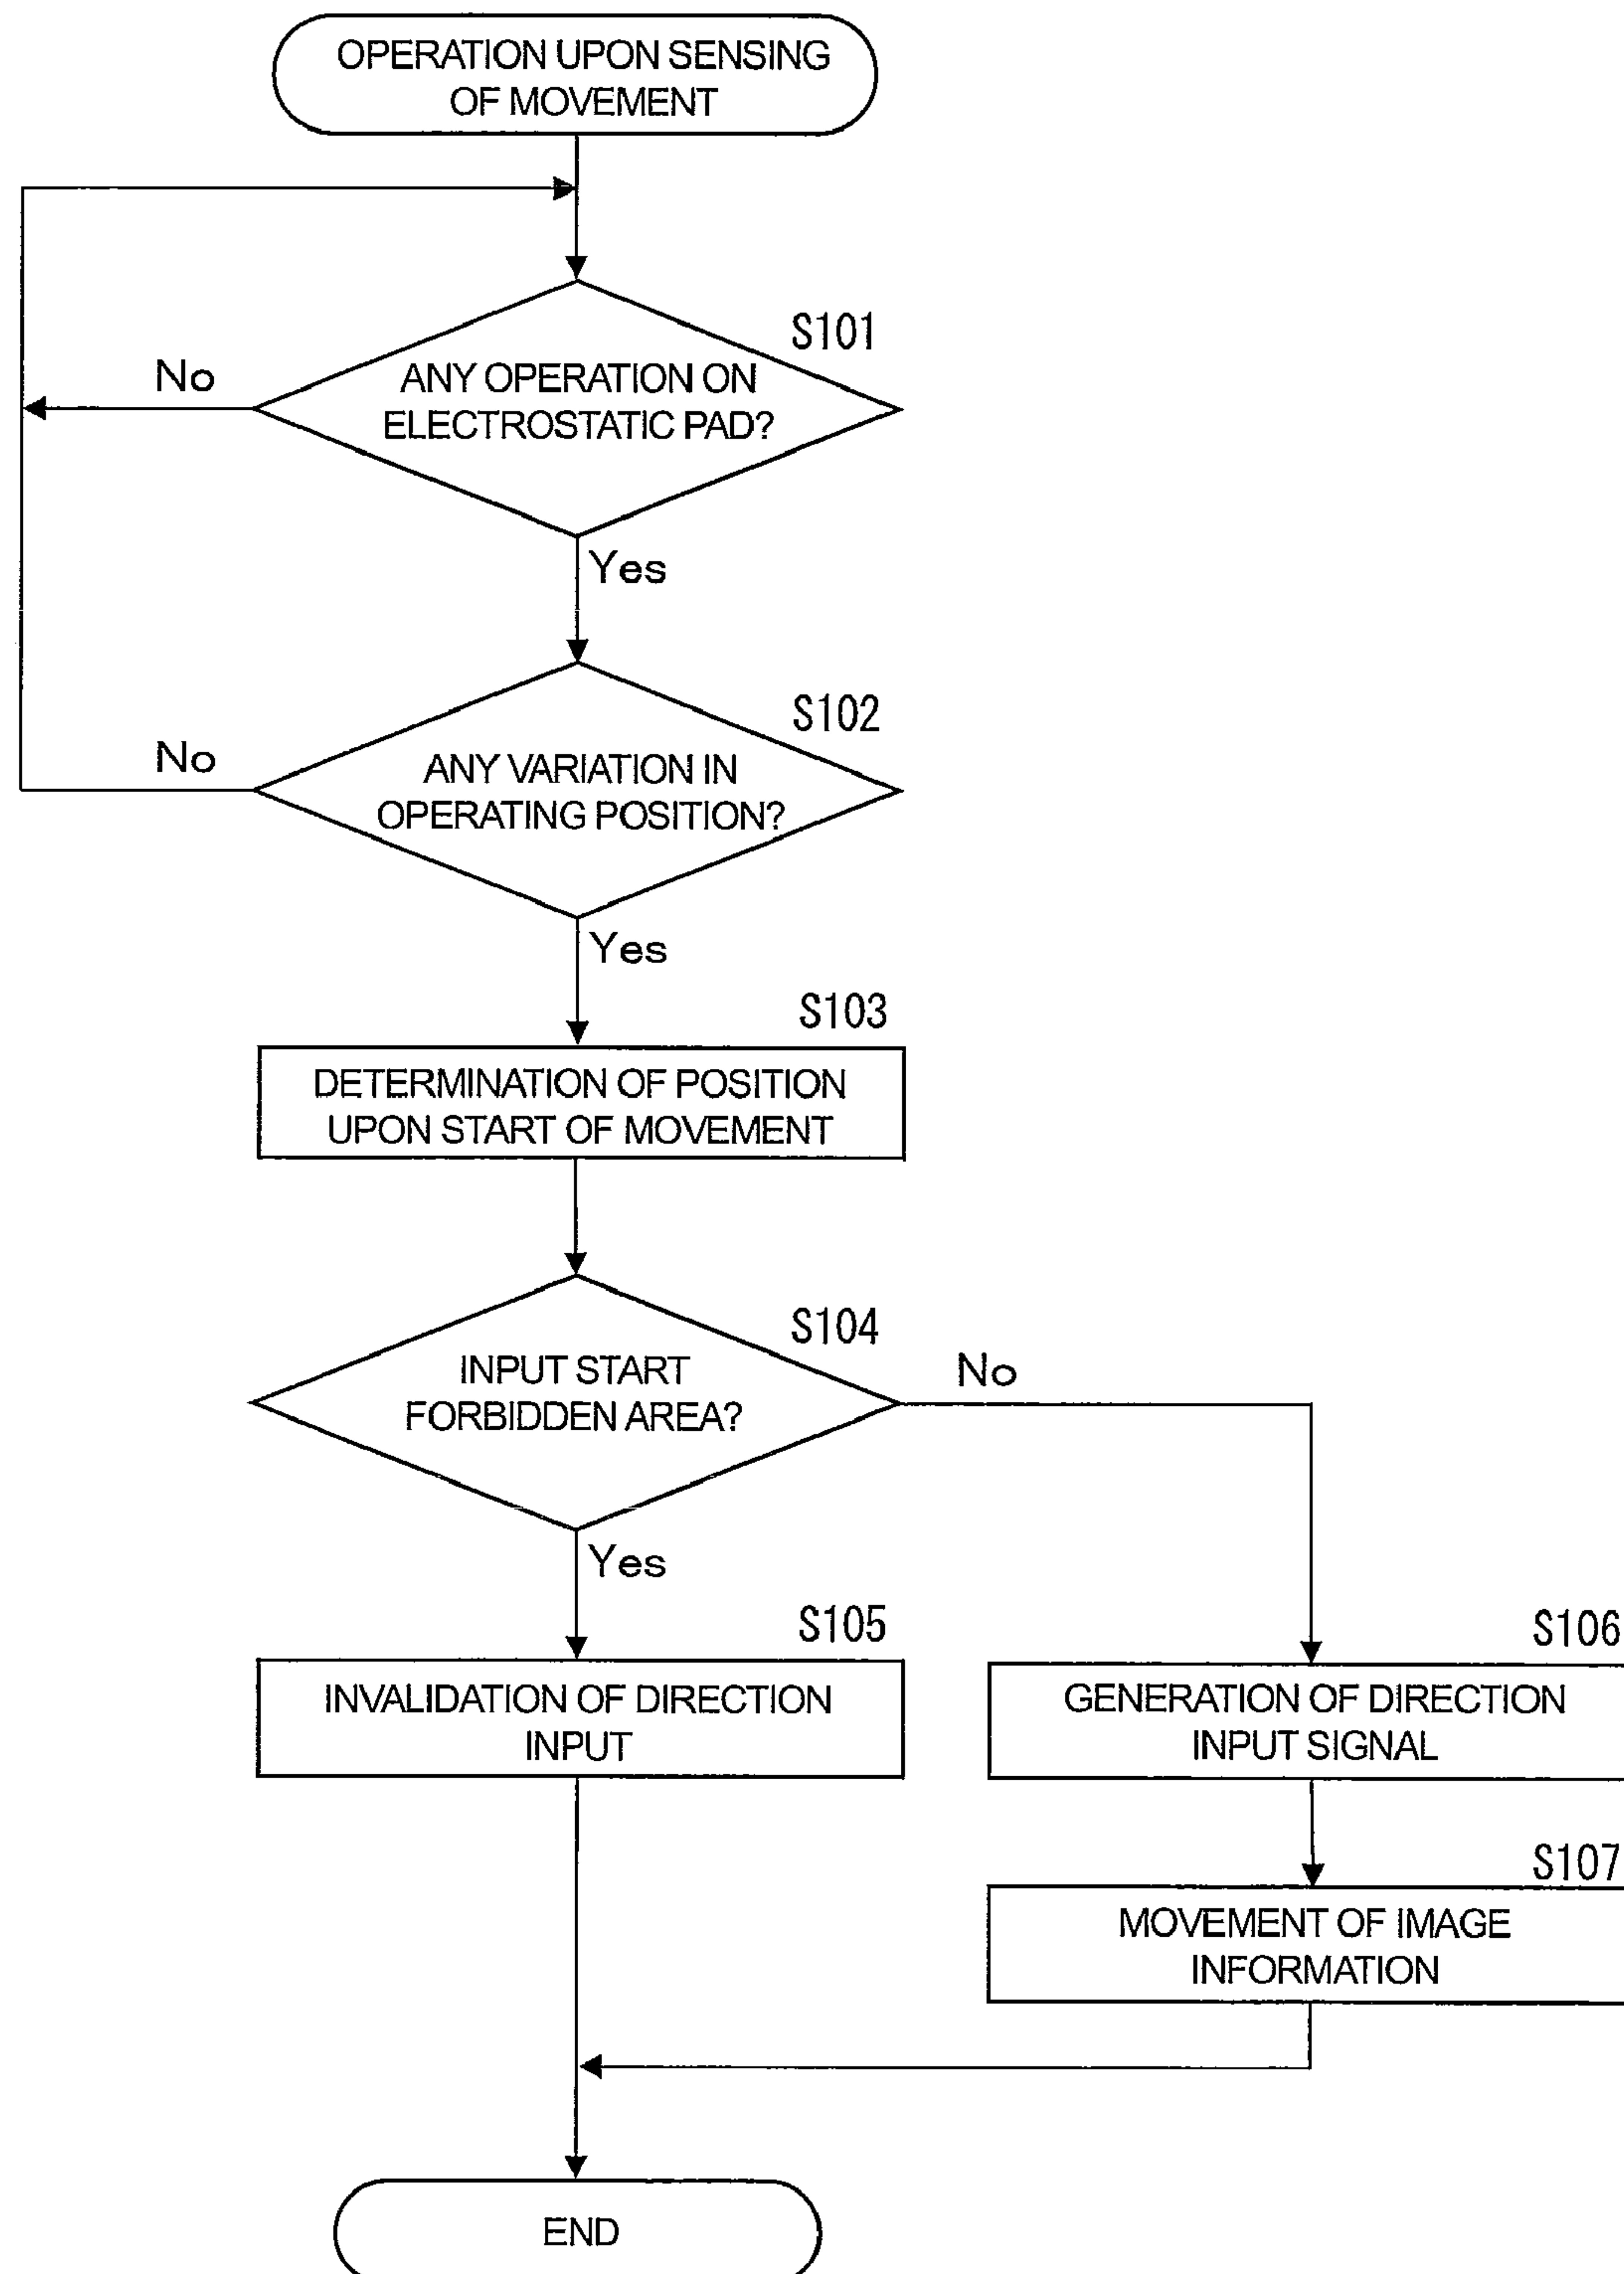 OPERATION UPON SENSING
OF MOVEMENT
S101
No
ANY OPERATION ON
ELECTROSTATIC PAD?
Yes
S102
No
ANY VARIATION IN
OPERATING POSITION?
Yes
S103
DETERMINATION OF POSITION
UPON START OF MOVEMENT
S104
INPUT START
FORBIDDEN AREA?
No
Yes
S105
INVALIDATION OF DIRECTION
INPUT
S106
GENERATION OF DIRECTION
INPUT SIGNAL
S107
MOVEMENT OF IMAGE
INFORMATION
END